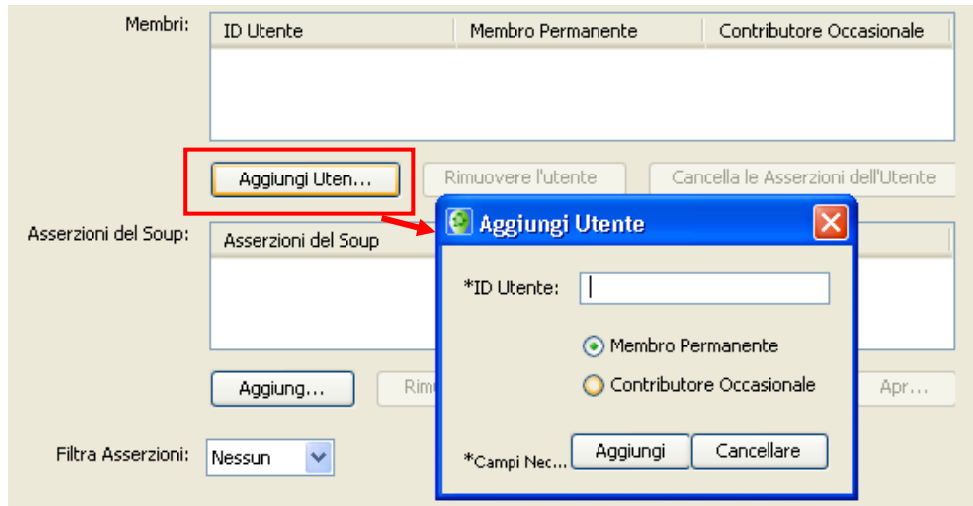 Membri:
ID Utente Membro Permanente Contributore Occasionale
Aggiungi Uten... Rimuovere l'utente Cancella le Asserzioni dell'Utente
Asserzioni del Soup:
Asserzioni del Soup
Aggiungi Utente
*ID Utente:
Membro Permanente
Contributore Occasionale
Aggiung... Apr...
*Campi Nec... Aggiungi Cancellare
Filtra Asserzioni: Nessun